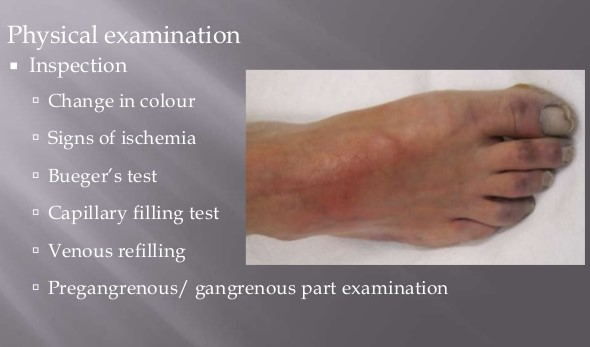 Physical examination
Inspection
Change in colour
Signs of ischemia
Bueger's test
Capillary filling test
Venous refilling
Pregangrenous/ gangrenous part examination